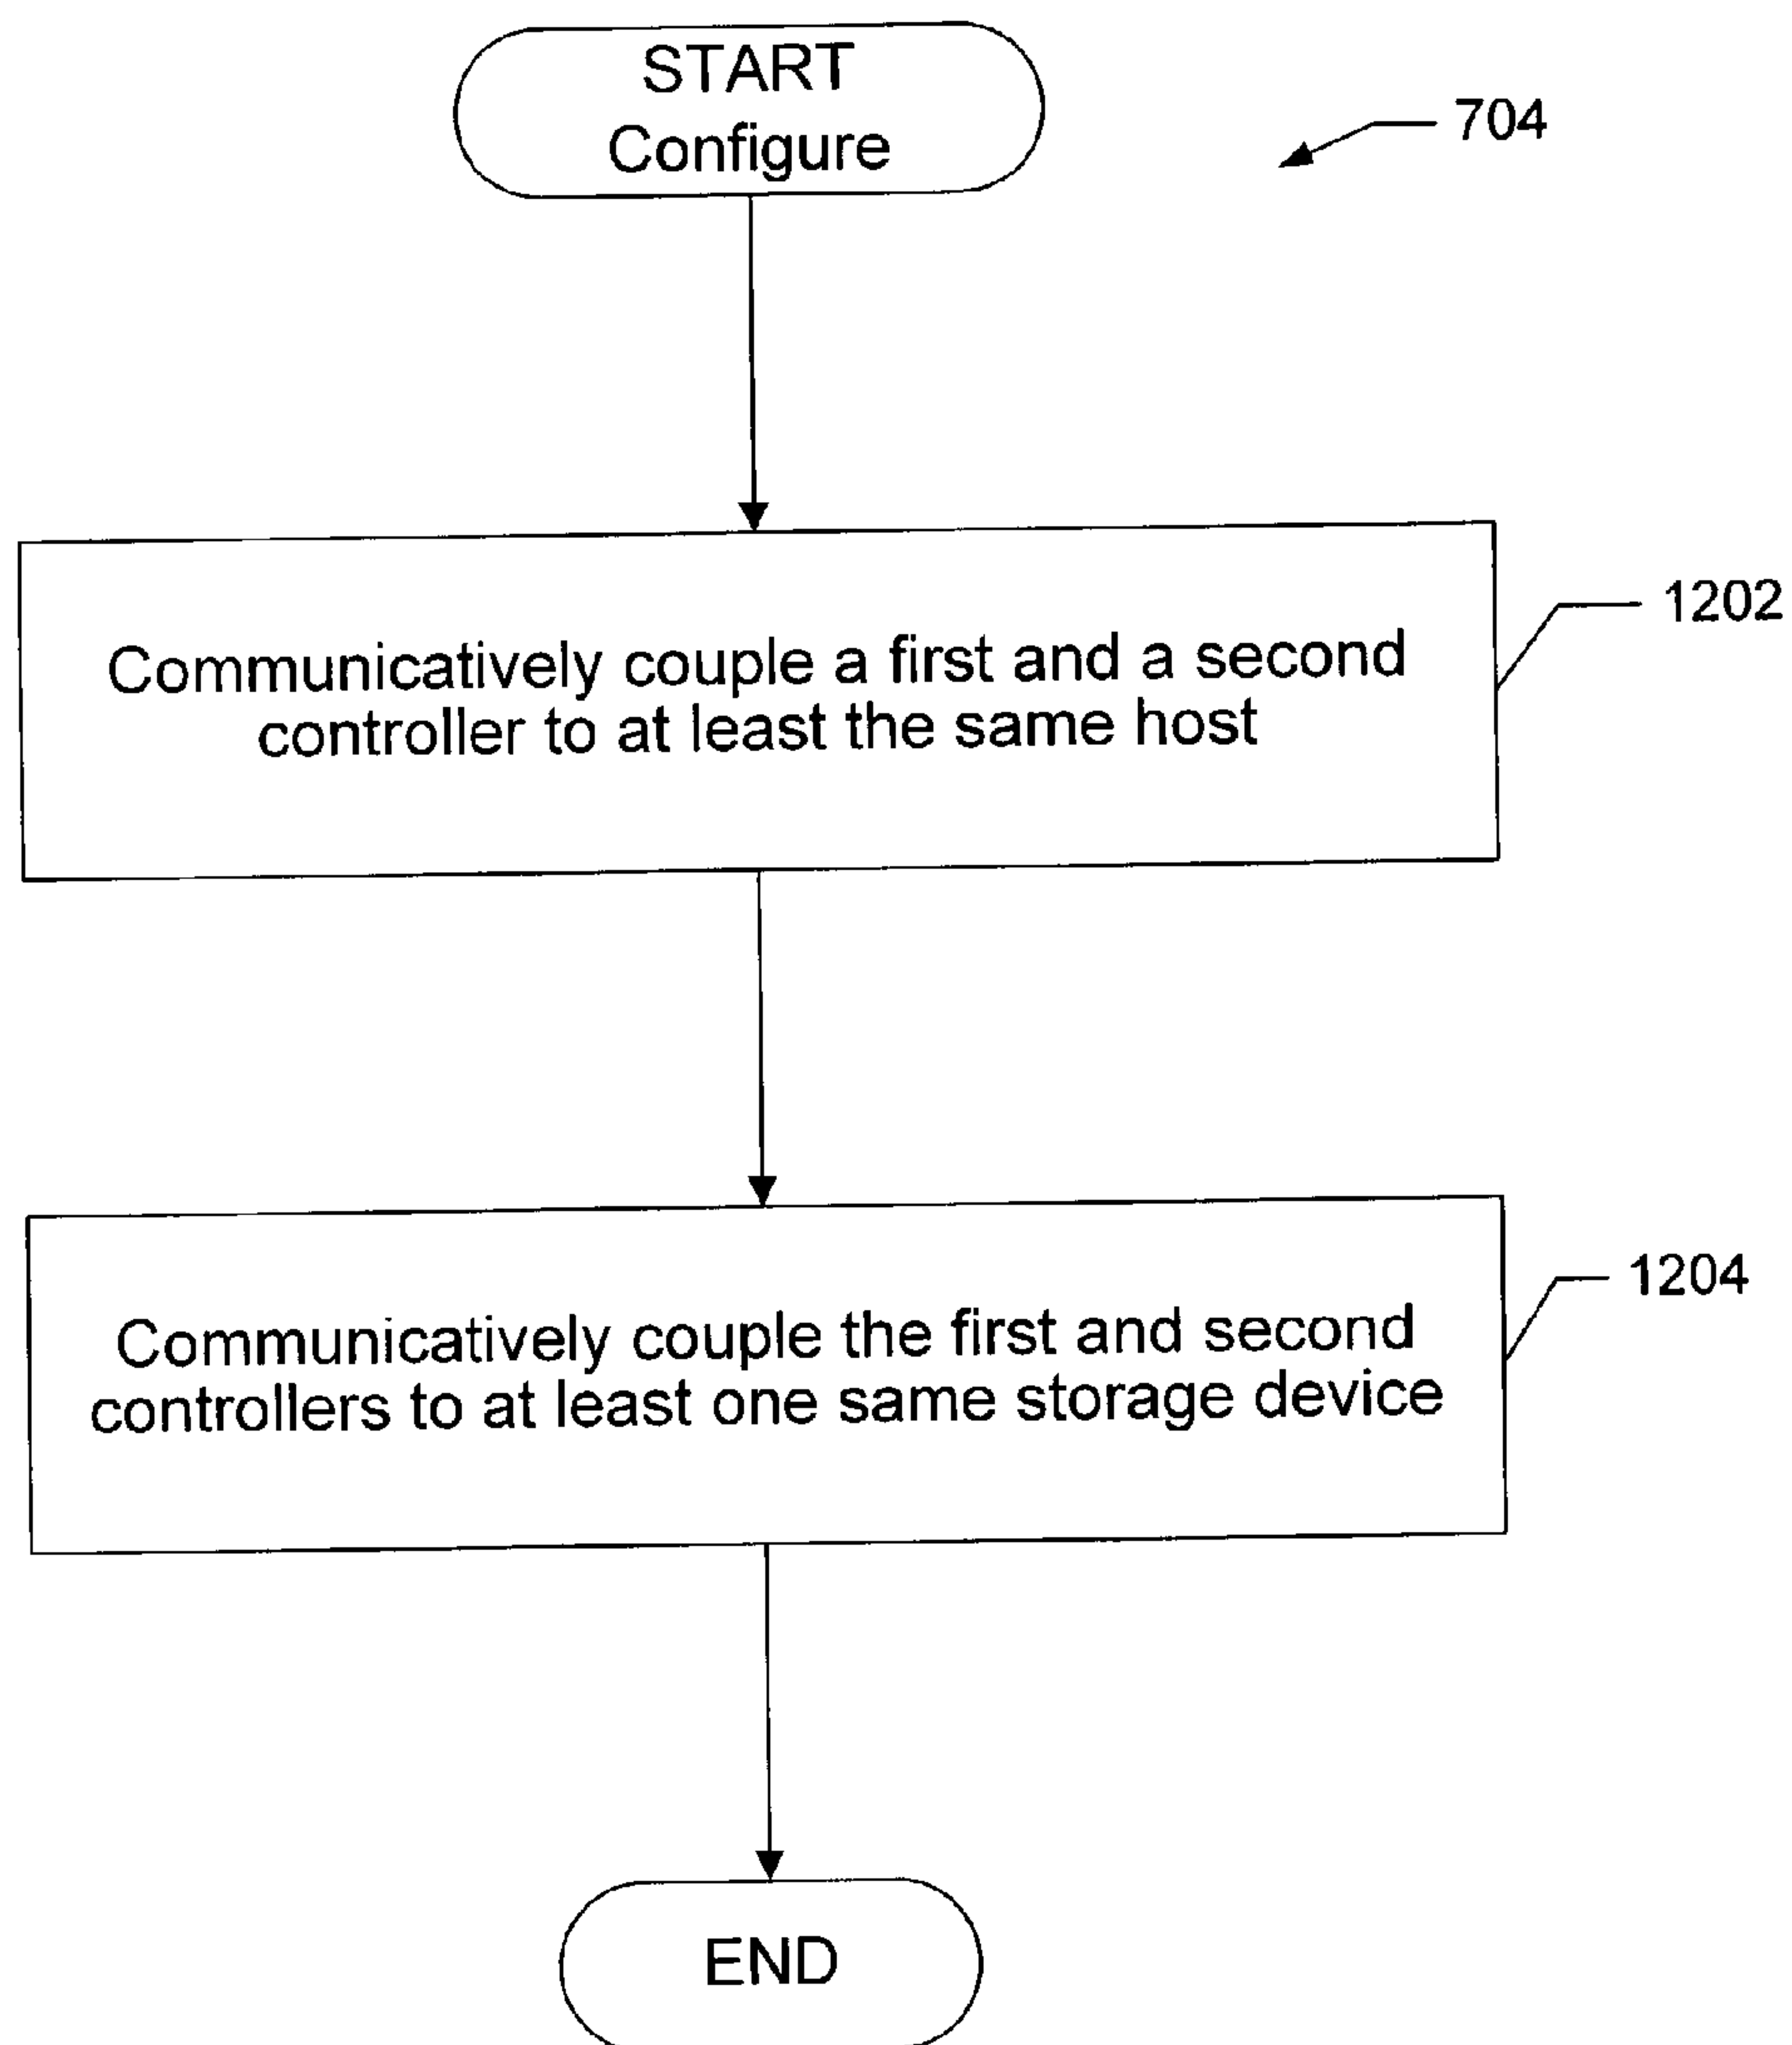 START
Configure
704
Communicatively couple a first and a second
controller to at least the same host
1202
Communicatively couple the first and second
controllers to at least one same storage device
1204
END